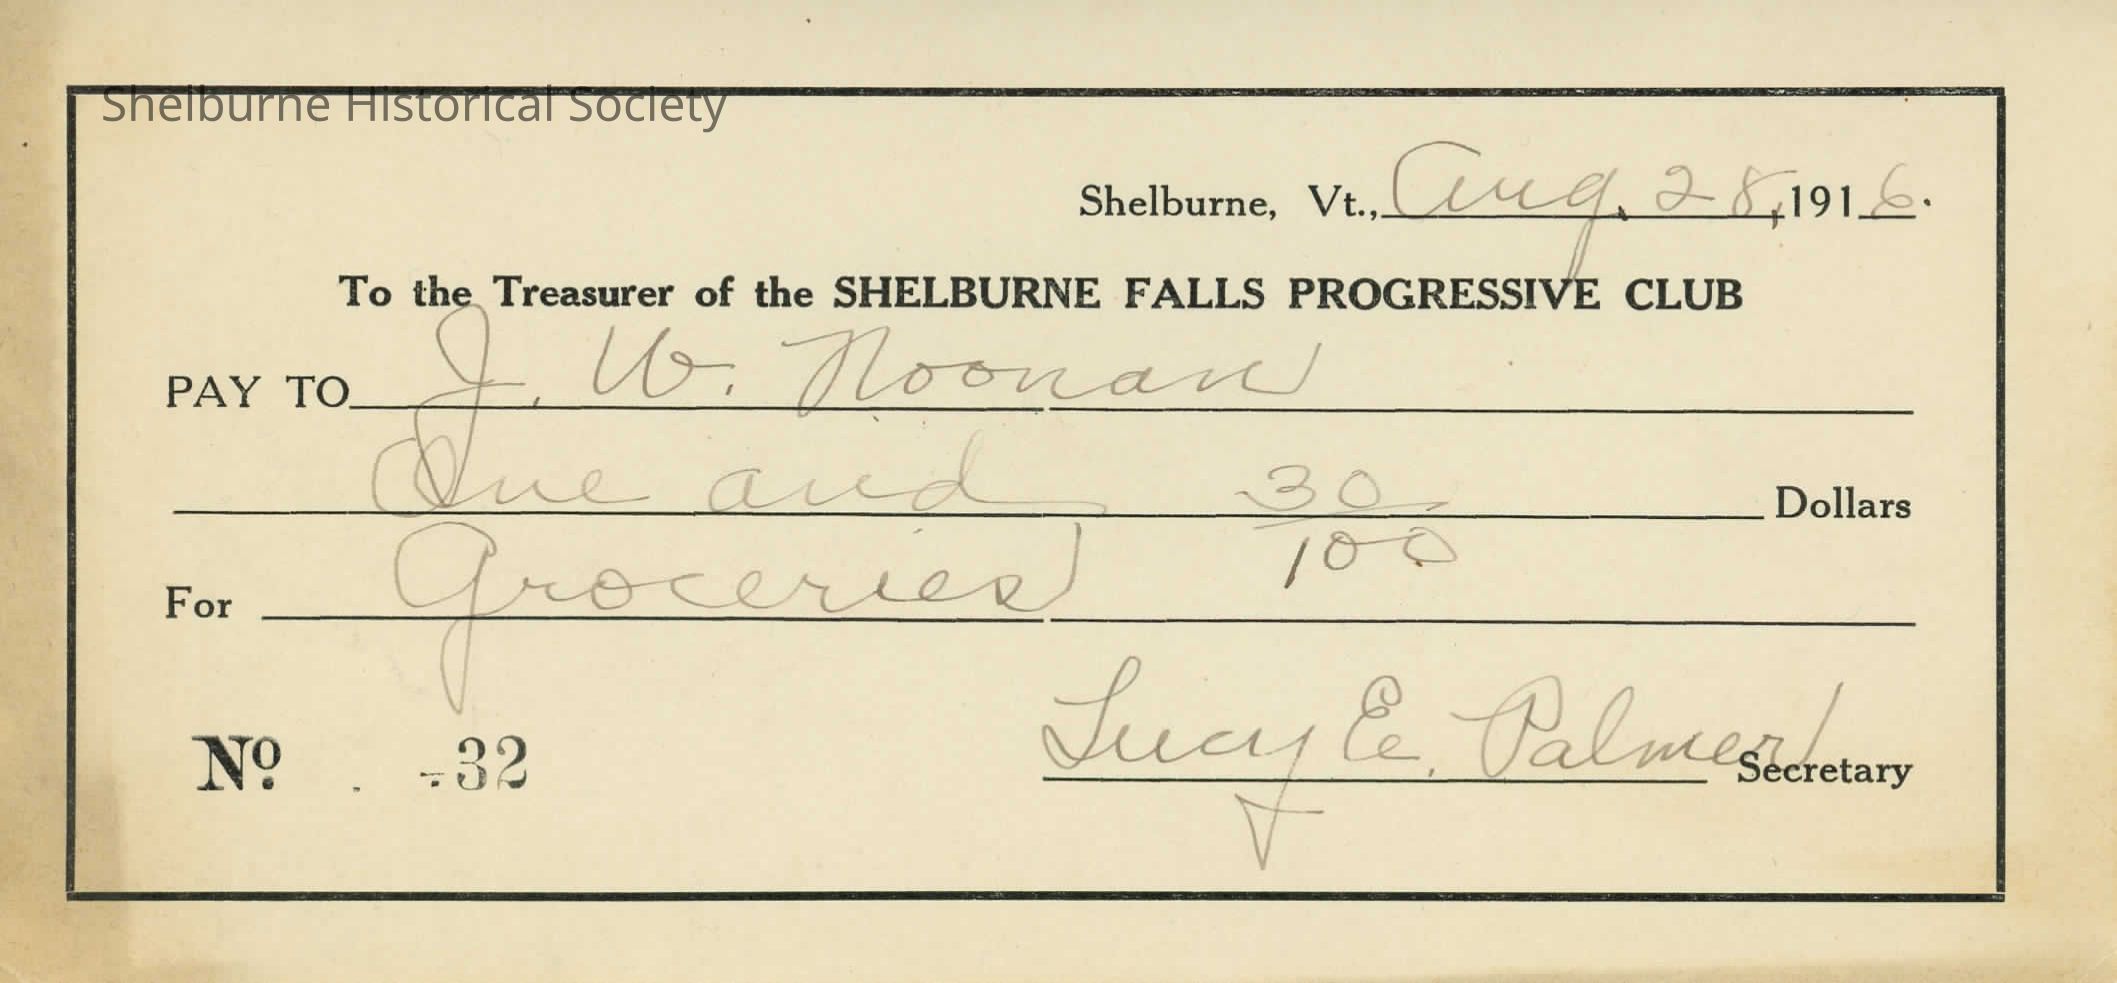 Shelburne Historical Society
Shelburne, Vt., Aug. 28, 1916.
To the Treasurer of the SHELBURNE FALLS PROGRESSIVE CLUB
PAY TO J. W. Noonan
One and 30/100 Dollars
For Groceries
No. 32
Lucy E. Palmer Secretary